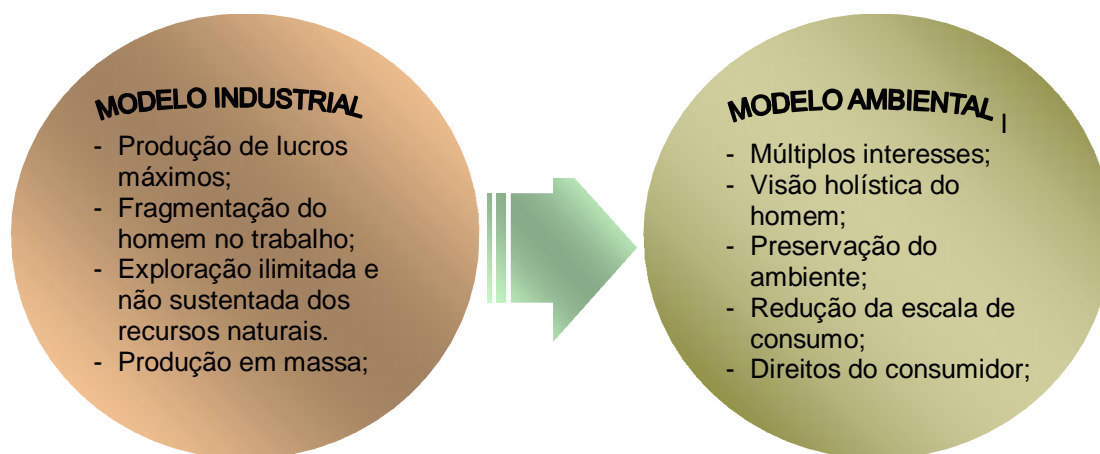 MODELO INDUSTRIAL
- Produção de lucros
máximos;
- Fragmentação do
homem no trabalho;
- Exploração ilimitada e
não sustentada dos
recursos naturais.
- Produção em massa;
MODELO AMBIENTAL |
- Múltiplos interesses;
- Visão holística do
homem;
- Preservação do
ambiente;
- Redução da escala de
consumo;
- Direitos do consumidor;